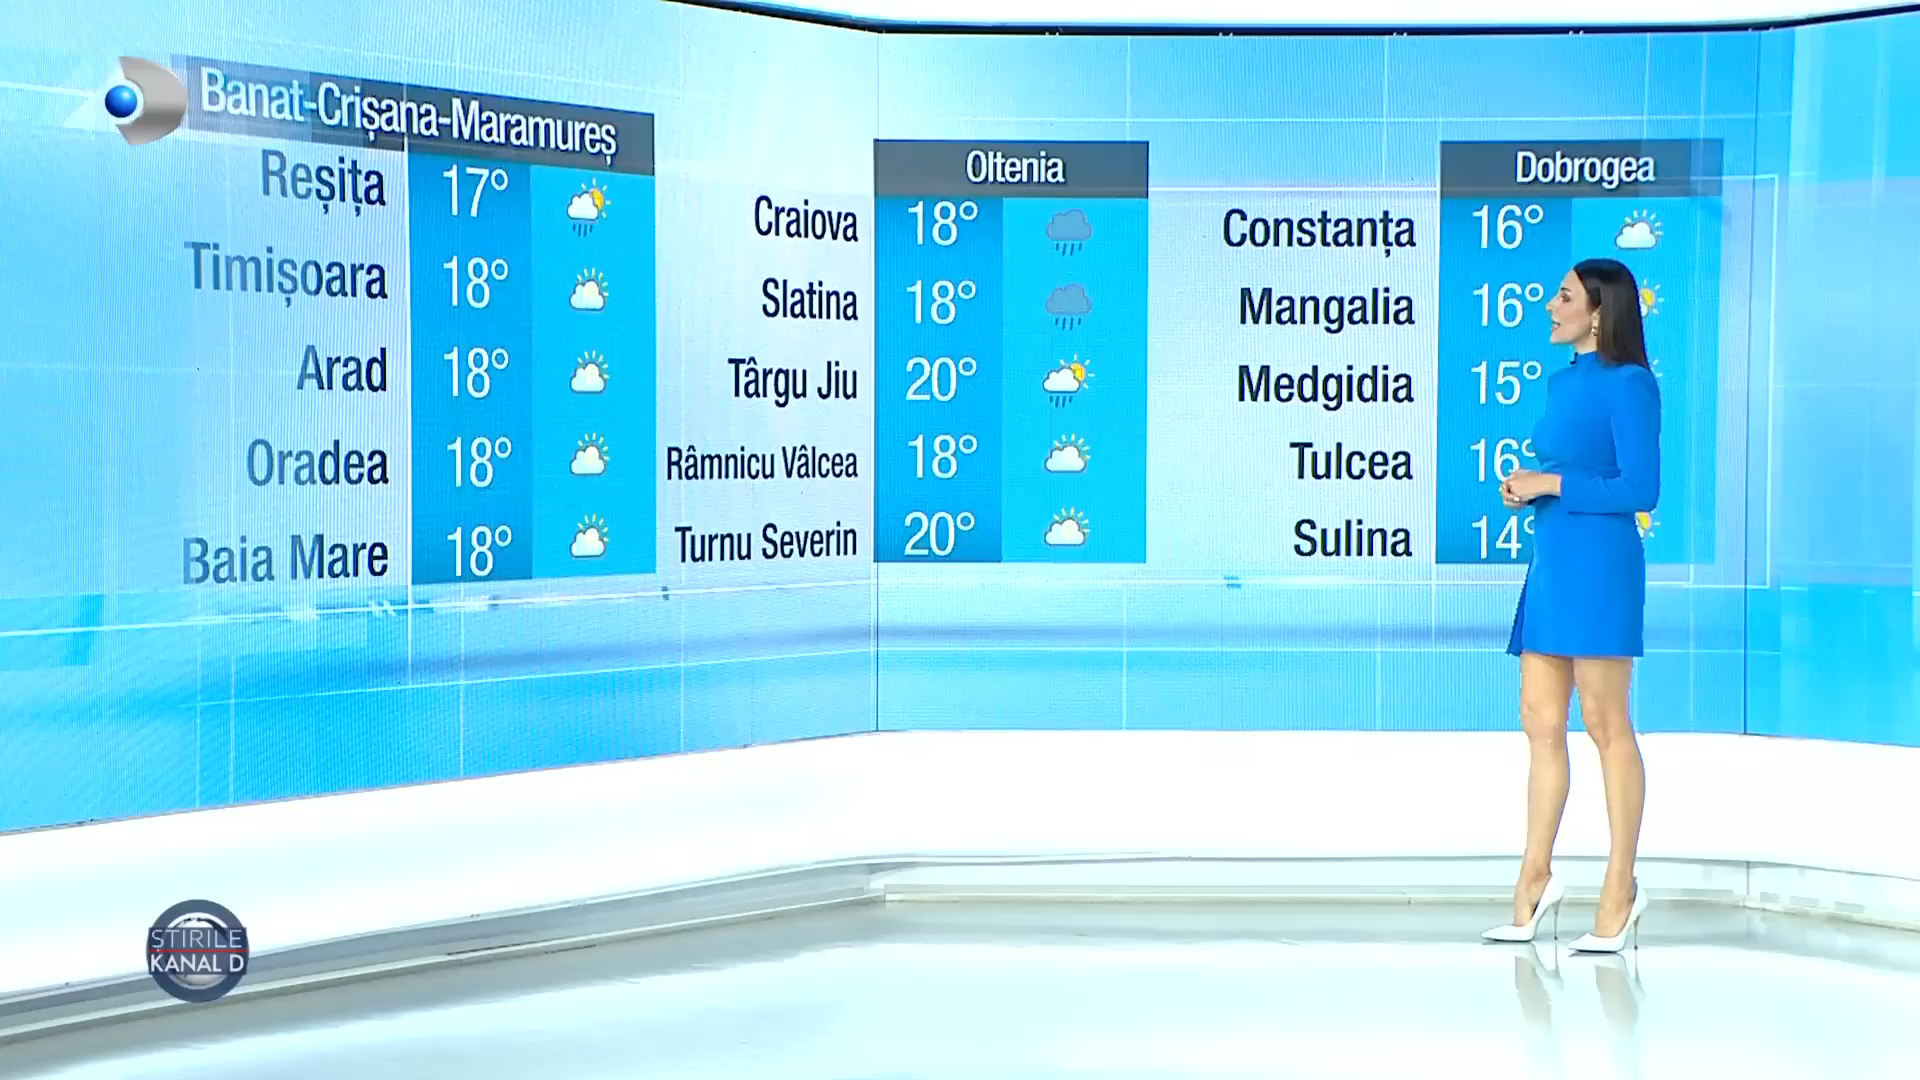 Banat-Crișana-Maramureș
Reșița 17°
Timișoara 18°
Arad 18°
Oradea 18°
Baia Mare 18°
Oltenia
Craiova 18°
Slatina 18°
Târgu Jiu 20°
Râmnicu Vâlcea 18°
Turnu Severin 20°
Dobrogea
Constanța 16°
Mangalia 16°
Medgidia 15°
Tulcea 16°
Sulina 14°
ȘTIRILE
KANAL D